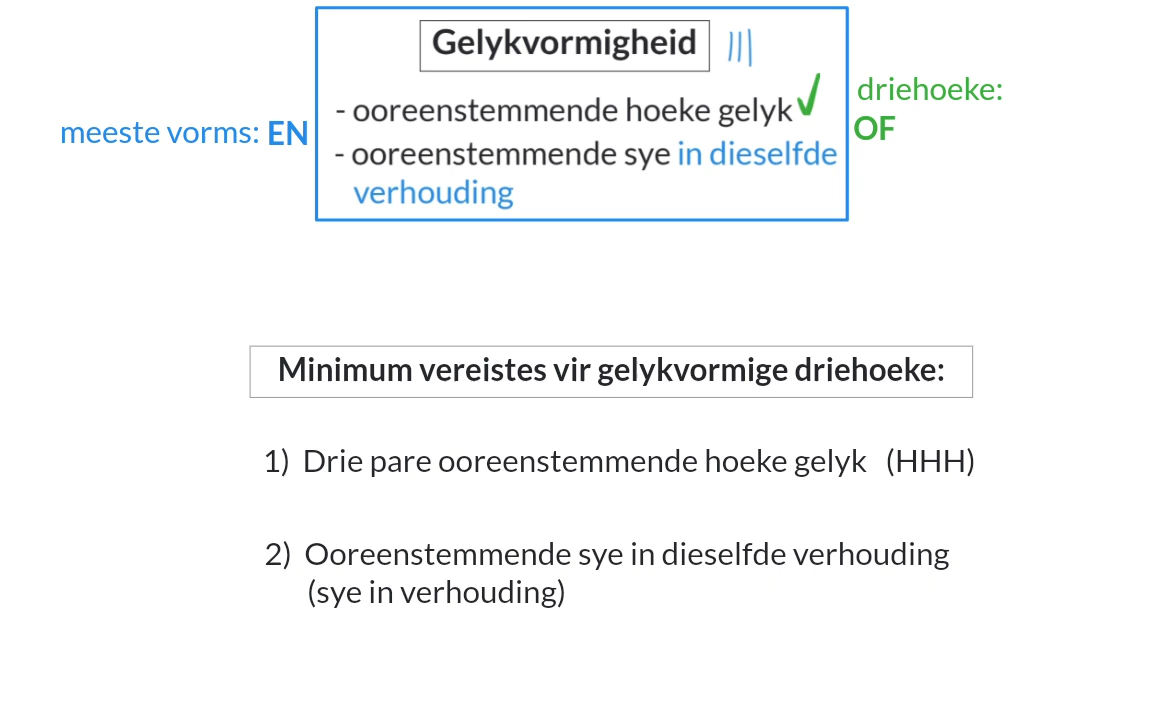 Gelykvormigheid |||
- ooreenstemmende hoeke gelyk ✓
- ooreenstemmende sye in dieselfde
verhouding
meeste vorms: EN
driehoeke:
OF
Minimum vereistes vir gelykvormige driehoeke:
1) Drie pare ooreenstemmende hoeke gelyk (HHH)
2) Ooreenstemmende sye in dieselfde verhouding
(sye in verhouding)